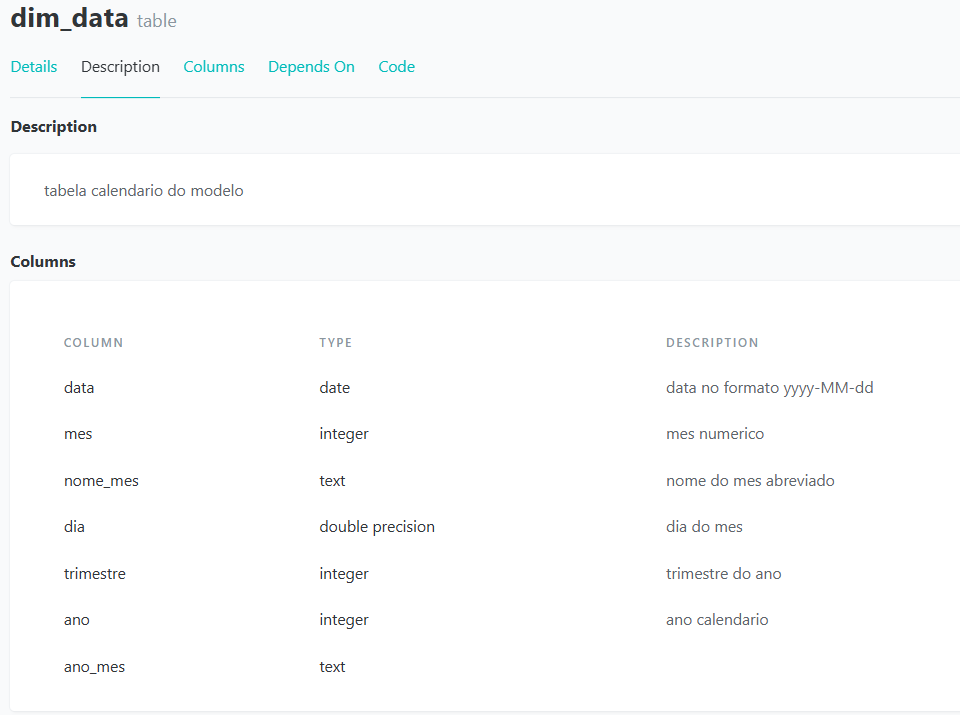 dim_data table
Details Description Columns Depends On Code
Description
tabela calendario do modelo
Columns
COLUMN TYPE DESCRIPTION
data date data no formato yyyy-MM-dd
mes integer mes numerico
nome_mes text nome do mes abreviado
dia double precision dia do mes
trimestre integer trimestre do ano
ano integer ano calendario
ano_mes text